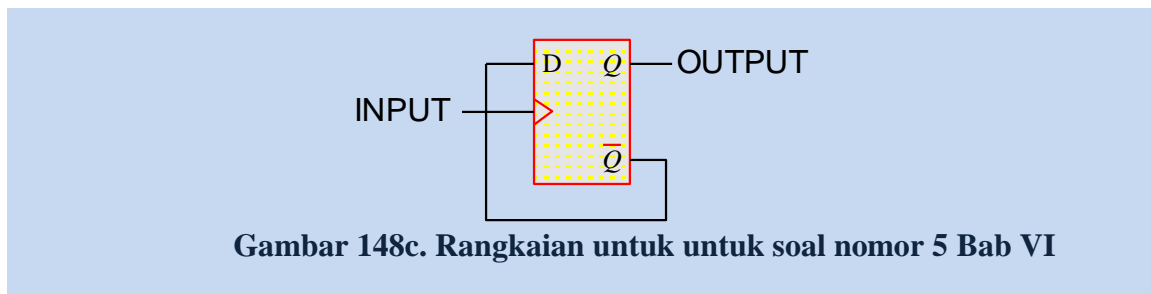 D Q OUTPUT
INPUT
Q̅
Gambar 148c. Rangkaian untuk untuk soal nomor 5 Bab VI